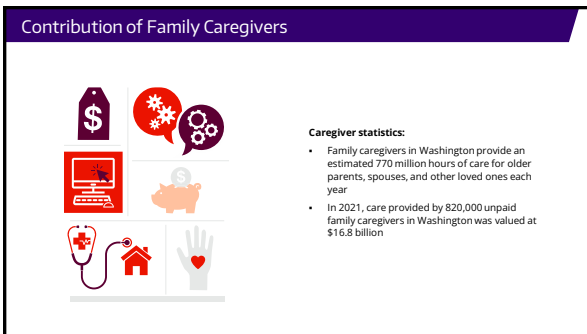 Contribution of Family Caregivers
$
$
Caregiver statistics:
• Family caregivers in Washington provide an
estimated 770 million hours of care for older
parents, spouses, and other loved ones each
year
• In 2021, care provided by 820,000 unpaid
family caregivers in Washington was valued at
$16.8 billion